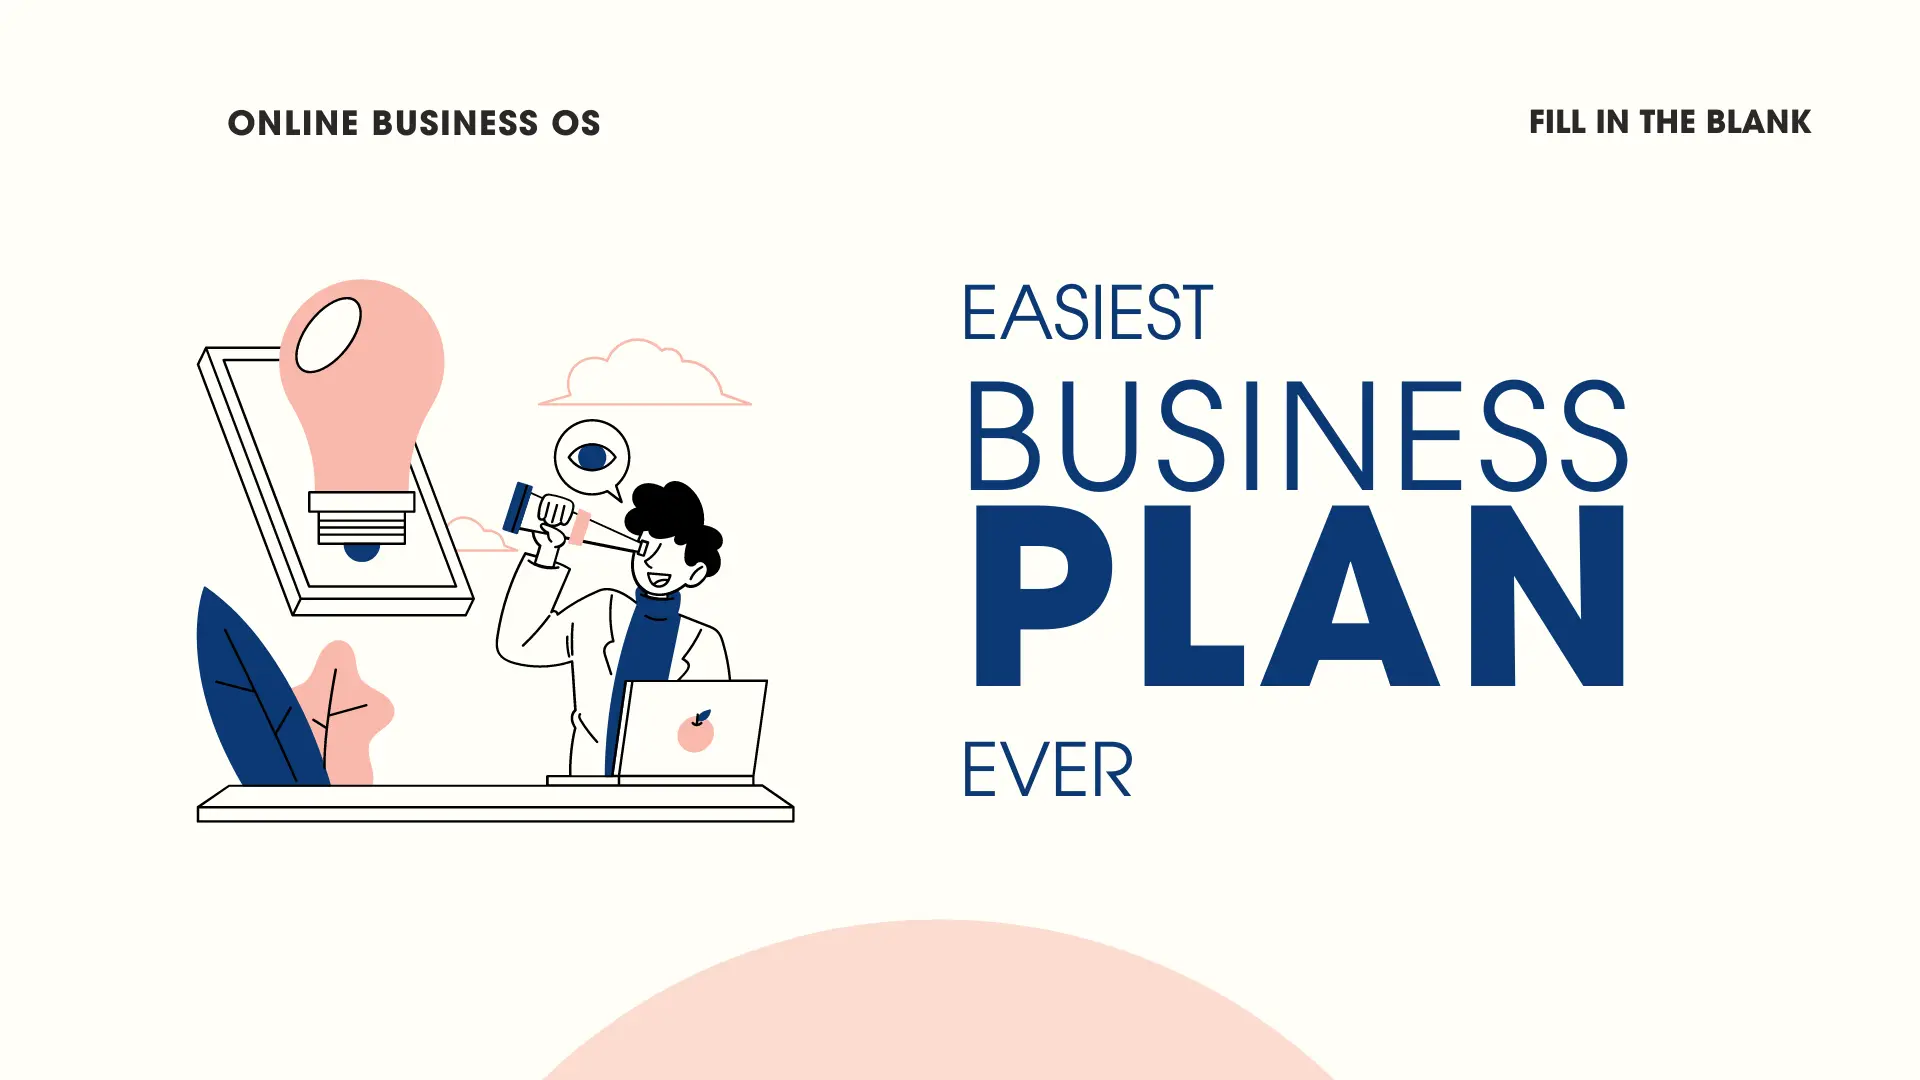 ONLINE BUSINESS OS
FILL IN THE BLANK
EASIEST
BUSINESS
PLAN
EVER